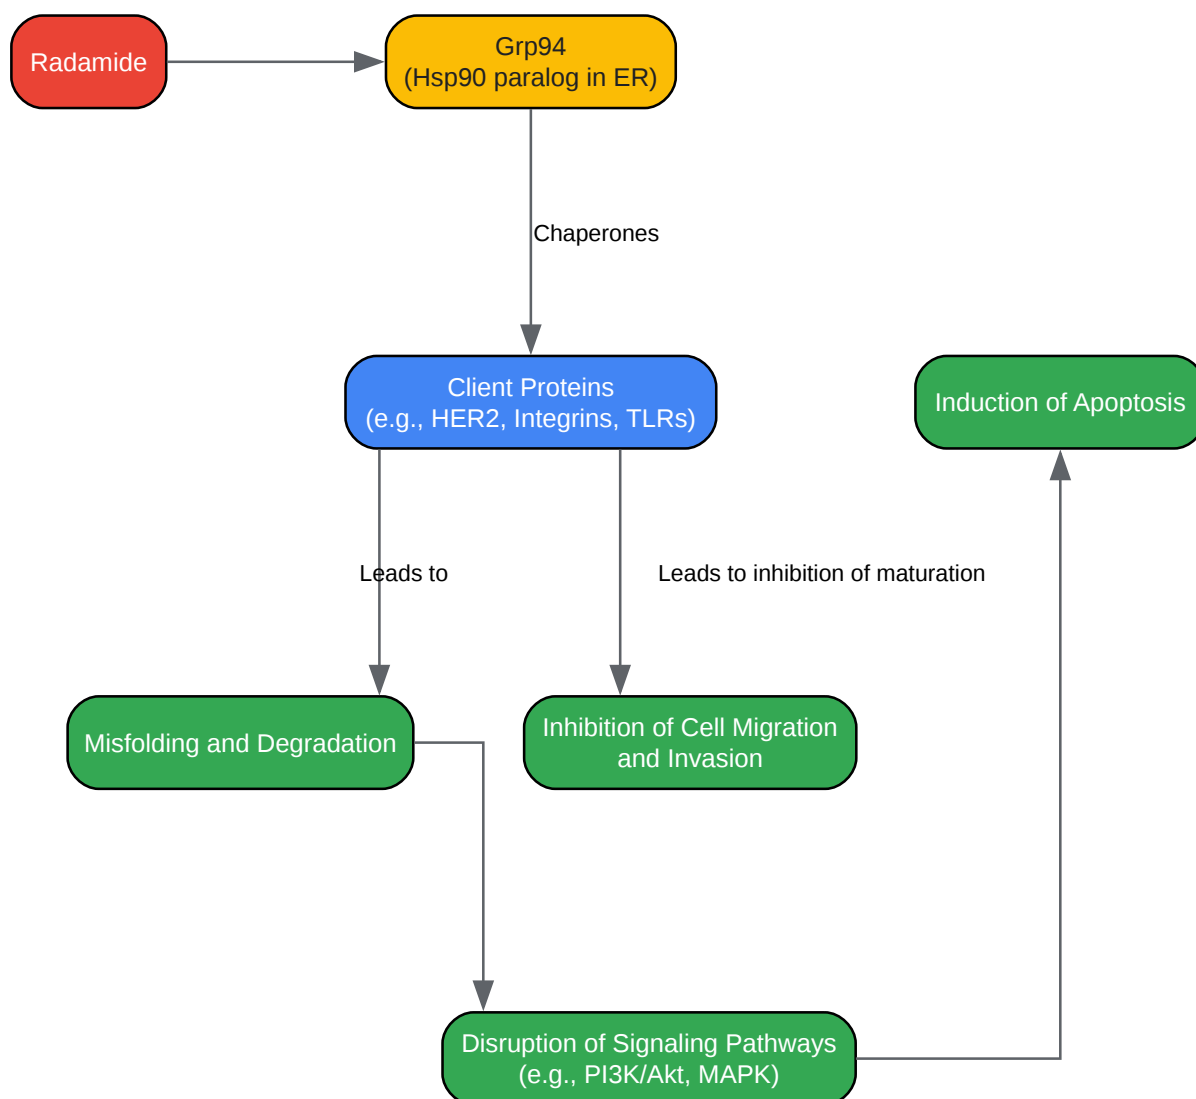 Radamide
Grp94
(Hsp90 paralog in ER)
Chaperones
Client Proteins
(e.g., HER2, Integrins, TLRs)
Induction of Apoptosis
Leads to
Leads to inhibition of maturation
Misfolding and Degradation
Inhibition of Cell Migration
and Invasion
Disruption of Signaling Pathways
(e.g., PI3K/Akt, MAPK)